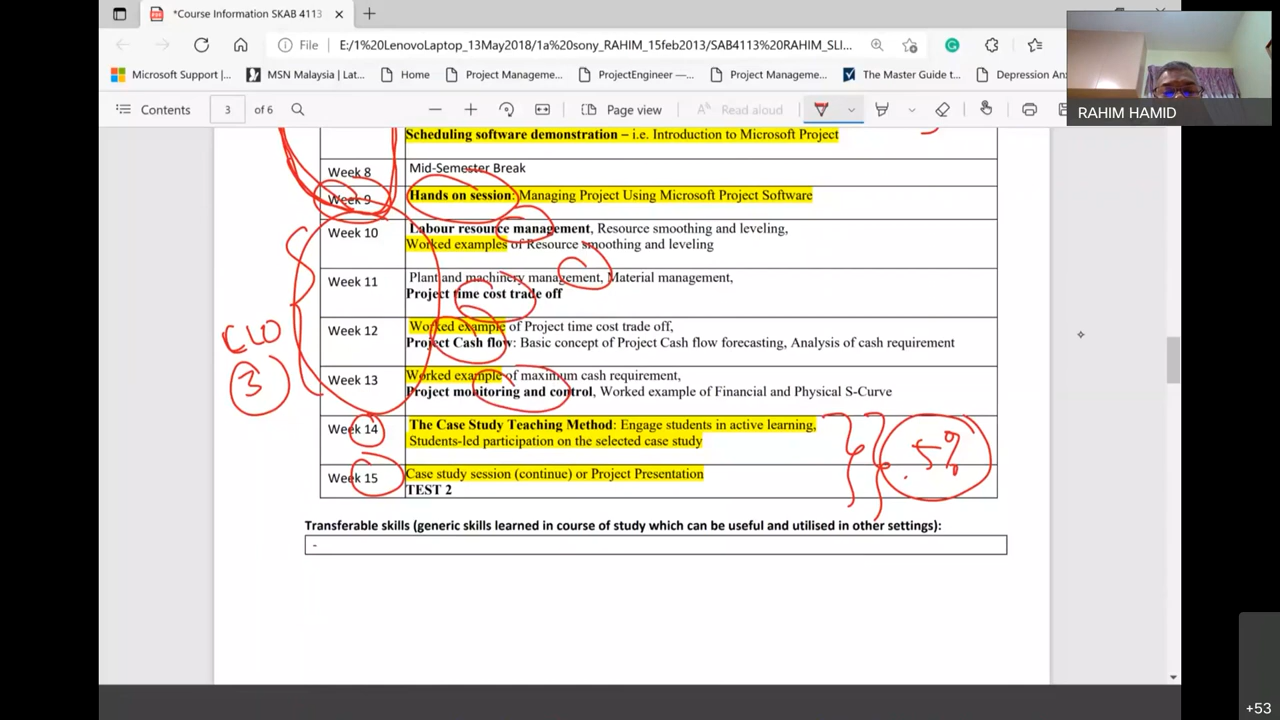 *Course Information SKAB 4113
File E:/1%20LenovoLaptop_13May2018/1a%20sony_RAHIM_15feb2013/SAB4113%20RAHIM_SLI...
Microsoft Support |... MSN Malaysia | Lat... Home Project Manageme... ProjectEngineer —... Project Manageme... The Master Guide t... Depression An
Contents 3 of 6 Page view Read aloud
RAHIM HAMID
Scheduling software demonstration – i.e. Introduction to Microsoft Project
Week 8 Mid-Semester Break
Week 9 Hands on session: Managing Project Using Microsoft Project Software
Week 10 Labour resource management, Resource smoothing and leveling,
Worked examples of Resource smoothing and leveling
Week 11 Plant and machinery management, Material management,
Project time cost trade off
Week 12 Worked example of Project time cost trade off,
Project Cash flow: Basic concept of Project Cash flow forecasting, Analysis of cash requirement
CLO
3
Week 13 Worked example of maximum cash requirement,
Project monitoring and control, Worked example of Financial and Physical S-Curve
Week 14 The Case Study Teaching Method: Engage students in active learning,
Students-led participation on the selected case study
5%
Week 15 Case study session (continue) or Project Presentation
TEST 2
Transferable skills (generic skills learned in course of study which can be useful and utilised in other settings):
-
+53